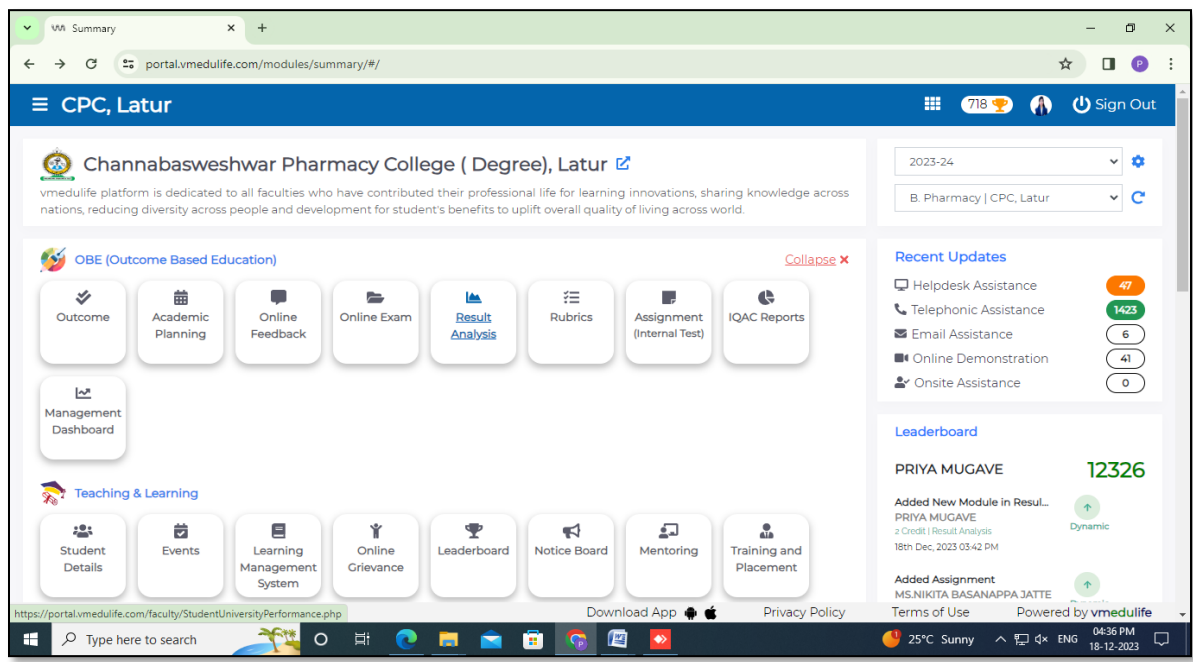 Summary
portal.vmedulife.com/modules/summary/#/
P
CPC, Latur
718
Sign Out
Channabasweshwar Pharmacy College ( Degree), Latur
vmedulife platform is dedicated to all faculties who have contributed their professional life for learning innovations, sharing knowledge across
nations, reducing diversity across people and development for student's benefits to uplift overall quality of living across world.
2023-24
B. Pharmacy | CPC, Latur
OBE (Outcome Based Education)
Collapse
Outcome
Academic
Planning
Online
Feedback
Online Exam
Result
Analysis
Rubrics
Assignment
(Internal Test)
IQAC Reports
Management
Dashboard
Recent Updates
Helpdesk Assistance 47
Telephonic Assistance 1423
Email Assistance 6
Online Demonstration 41
Onsite Assistance 0
Leaderboard
PRIYA MUGAVE 12326
Added New Module in Resul...
PRIYA MUGAVE
2 Credit | Result Analysis
18th Dec, 2023 03:42 PM
Dynamic
Added Assignment
MS.NIKITA BASANAPPA JATTE
Teaching & Learning
Student
Details
Events
Learning
Management
System
Online
Grievance
Leaderboard
Notice Board
Mentoring
Training and
Placement
https://portal.vmedulife.com/faculty/StudentUniversityPerformance.php
Download App
Privacy Policy
Terms of Use
Powered by vmedulife
Type here to search
25°C Sunny
ENG
04:36 PM
18-12-2023